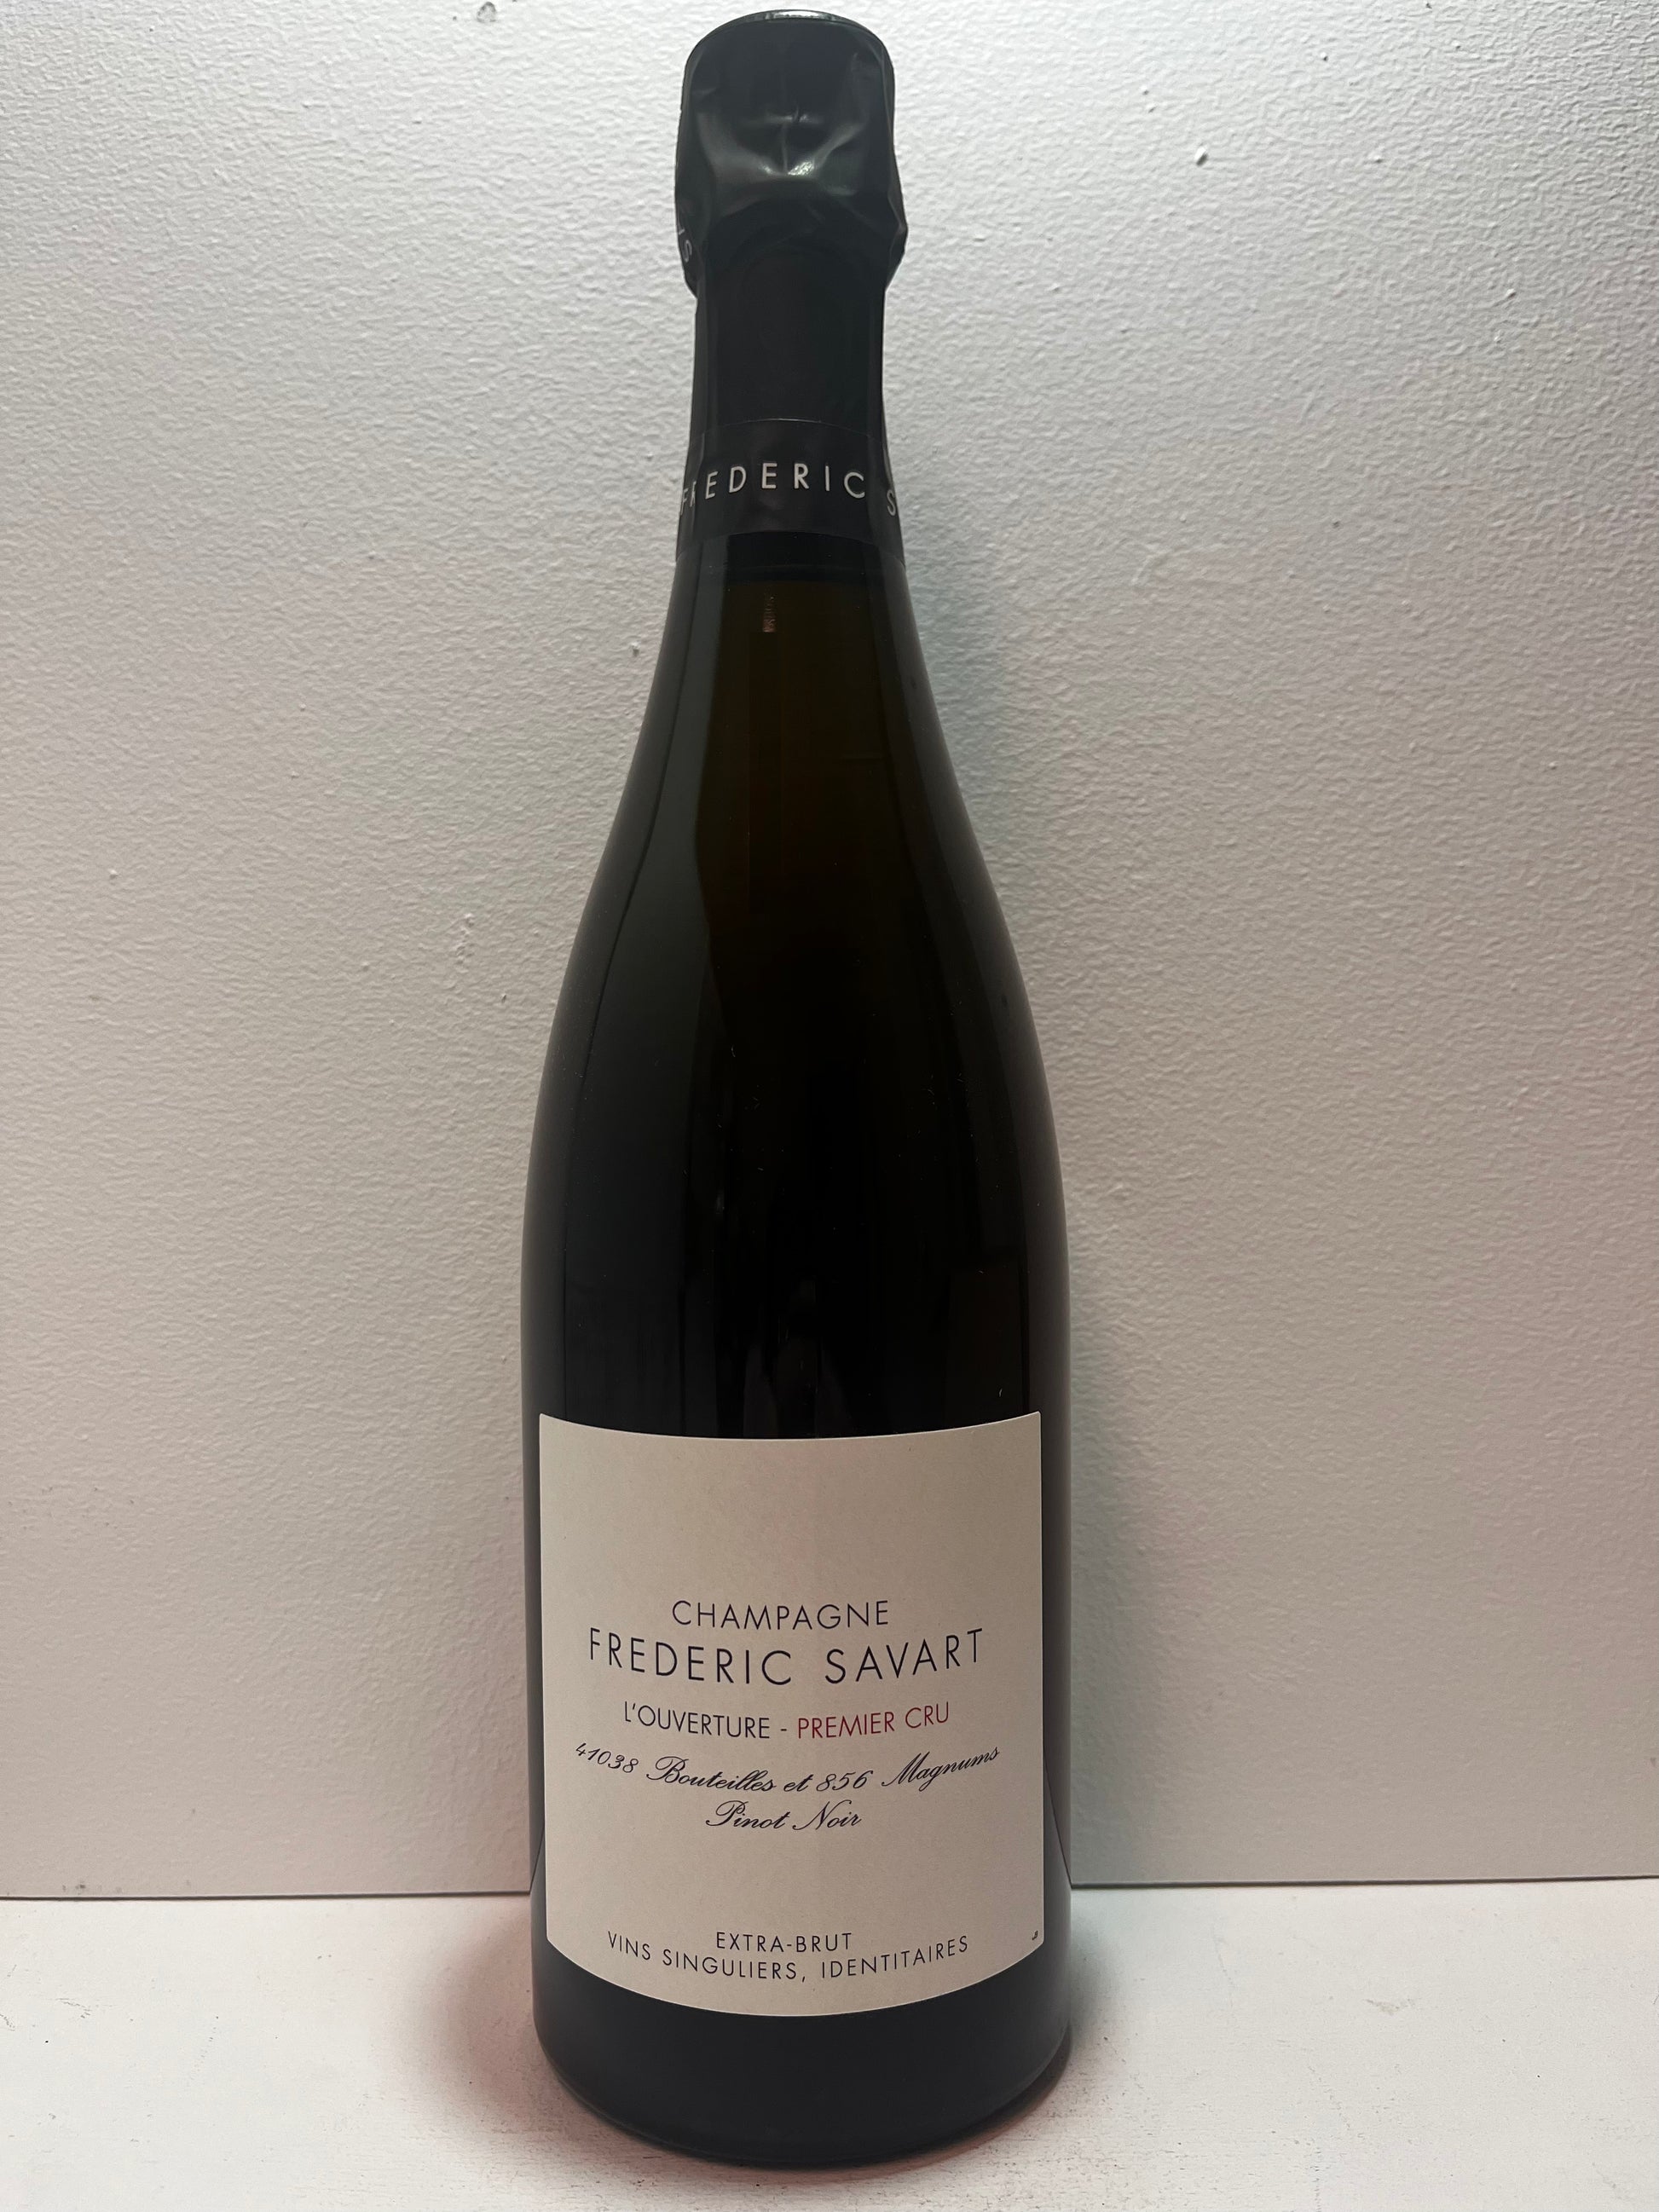 FREDERIC S
CHAMPAGNE
FREDERIC SAVART
L'OUVERTURE - PREMIER CRU
41038 Bouteilles et 856 Magnums
Pinot Noir
EXTRA-BRUT
VINS SINGULIERS, IDENTITAIRES